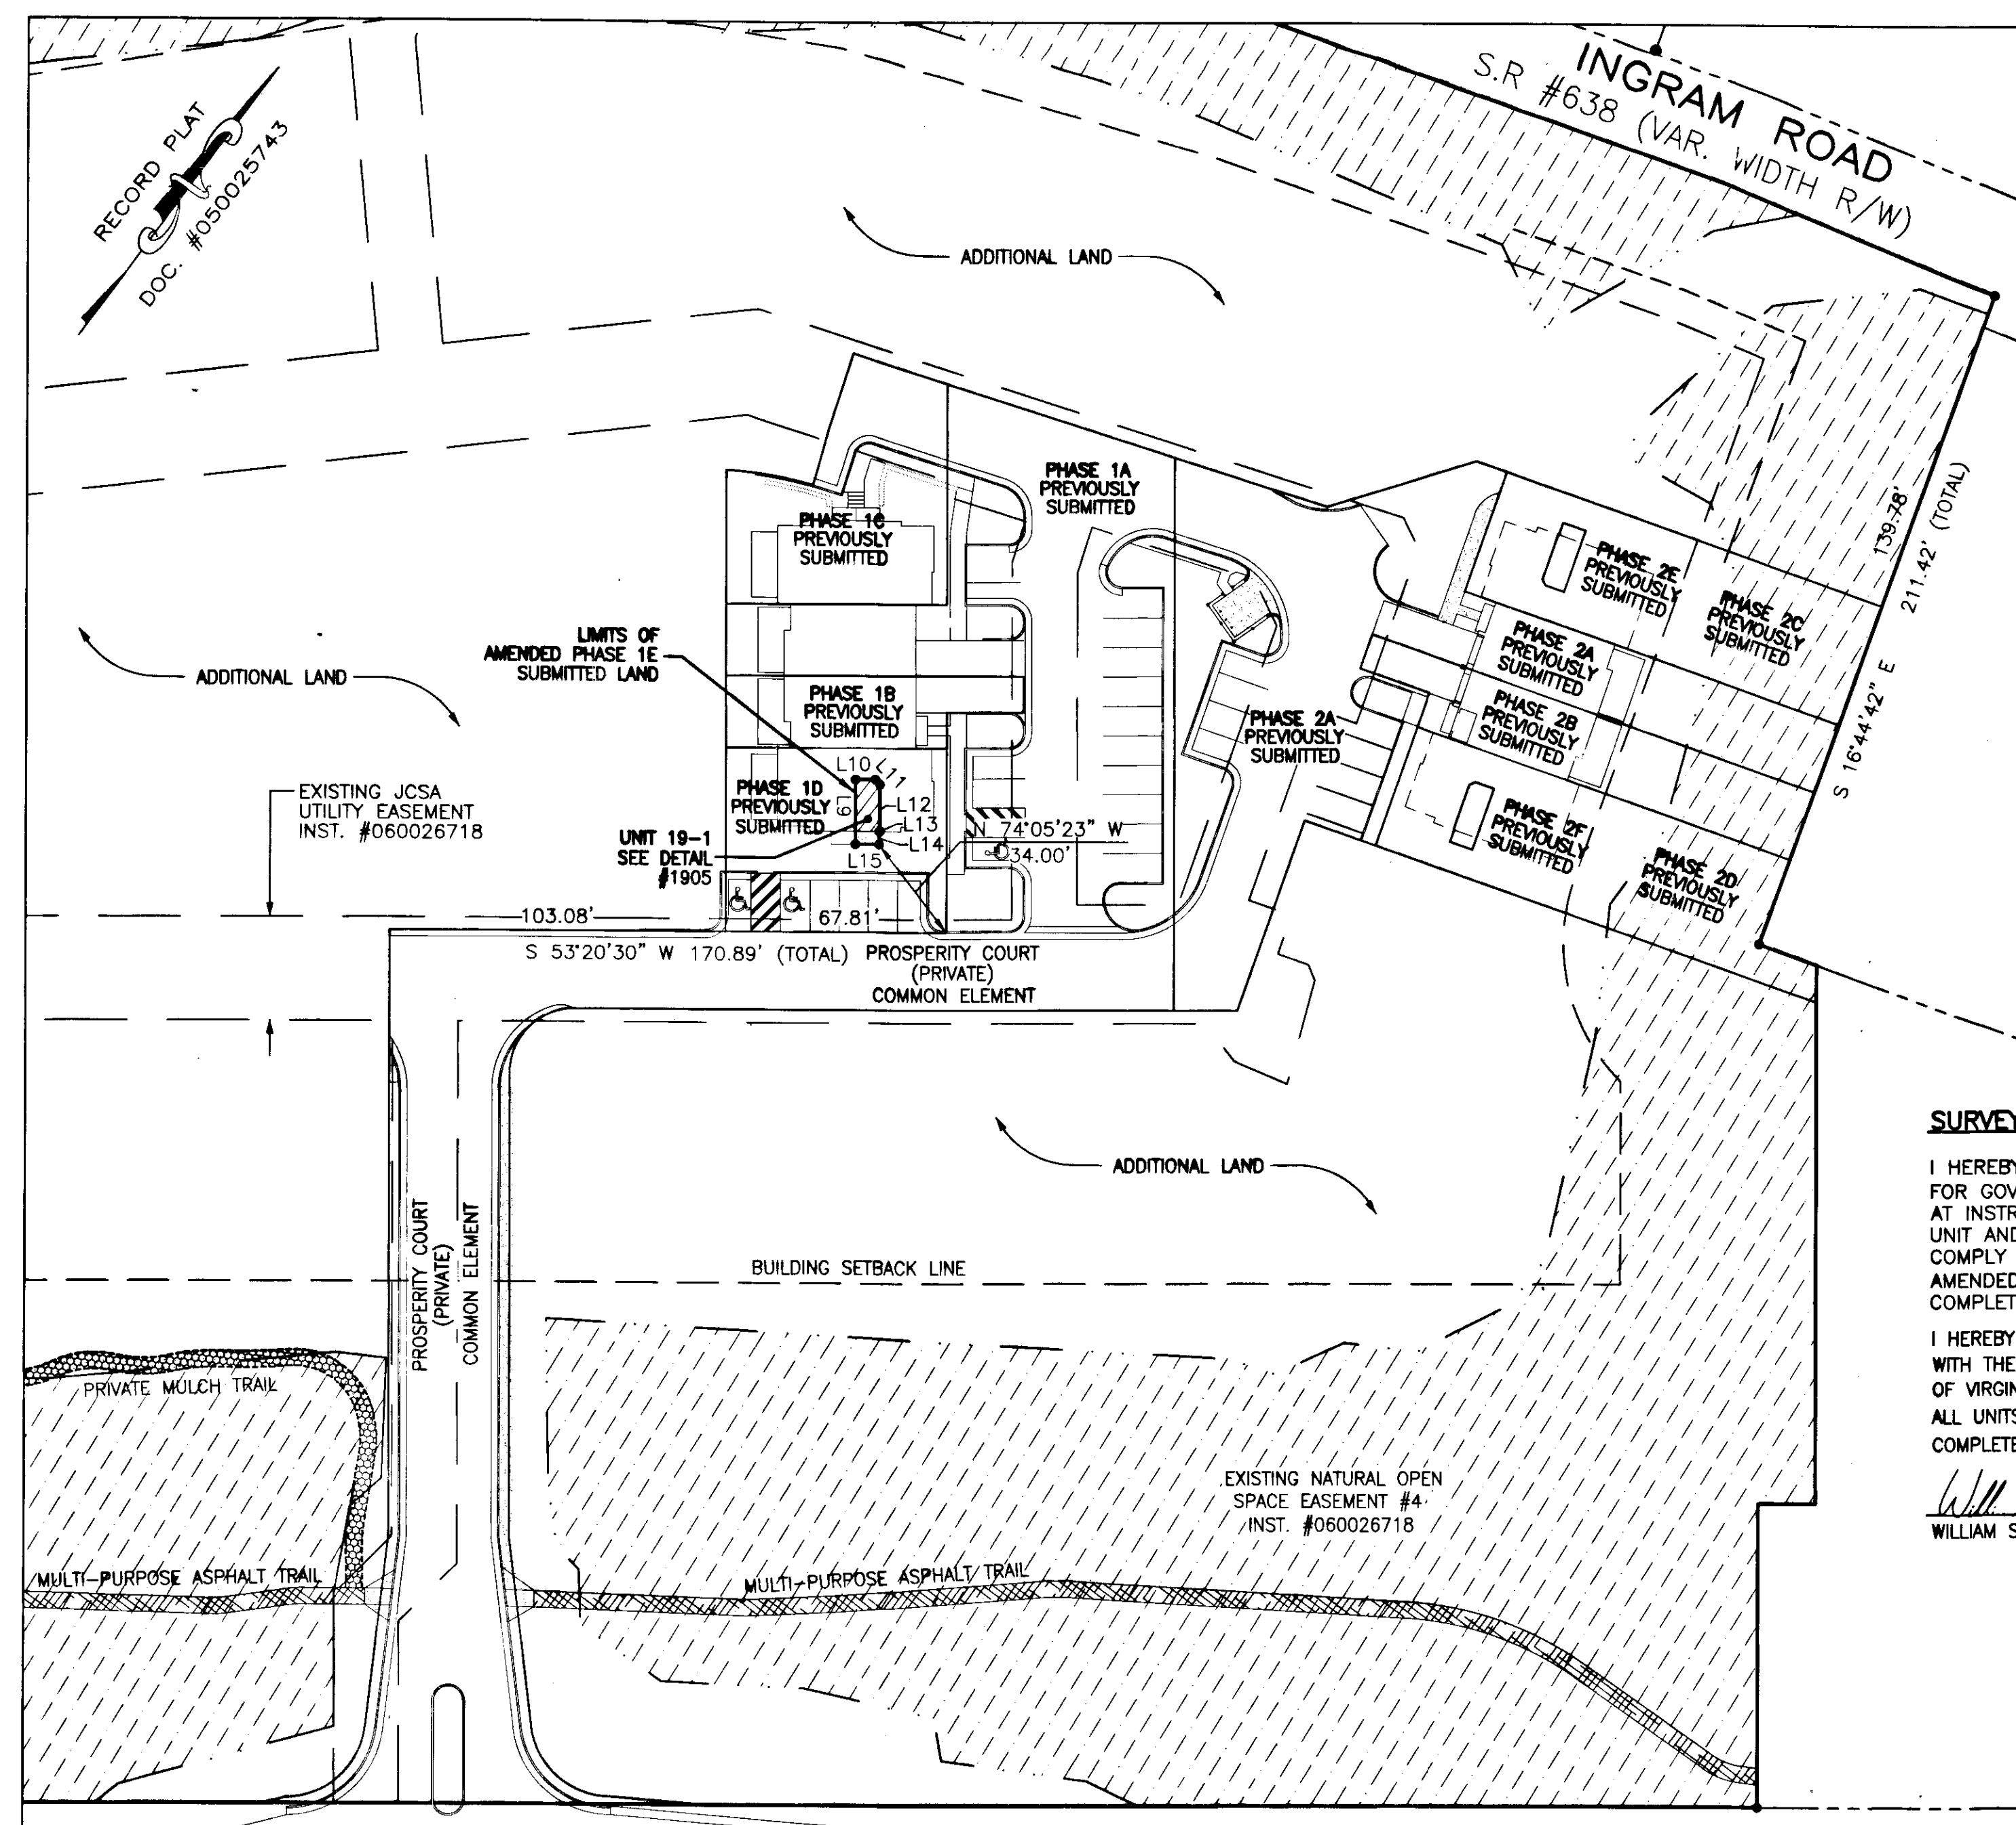 RECORD PLAT
DOC. #050025743
INGRAM ROAD
S.R #638 (VAR. WIDTH R/W)
ADDITIONAL LAND
PHASE 1A
PREVIOUSLY
SUBMITTED
PHASE 1C
PREVIOUSLY
SUBMITTED
139.78'
211.42' (TOTAL)
S 16°44'42" E
PHASE 2E
PREVIOUSLY
SUBMITTED
PHASE 2C
PREVIOUSLY
SUBMITTED
LIMITS OF
AMENDED PHASE 1E
SUBMITTED LAND
PHASE 2A
PREVIOUSLY
SUBMITTED
ADDITIONAL LAND
PHASE 1B
PREVIOUSLY
SUBMITTED
PHASE 2B
PREVIOUSLY
SUBMITTED
PHASE 2A
PREVIOUSLY
SUBMITTED
EXISTING JCSA
UTILITY EASEMENT
INST. #060026718
L10
L11
PHASE 1D
PREVIOUSLY
SUBMITTED
L9
L12
L13
L14
L15
N 74°05'23" W
34.00'
UNIT 19-1
SEE DETAIL
#1905
PHASE 2F
PREVIOUSLY
SUBMITTED
PHASE 2D
PREVIOUSLY
SUBMITTED
103.08'
67.81'
S 53°20'30" W 170.89' (TOTAL)
PROSPERITY COURT
(PRIVATE)
COMMON ELEMENT
ADDITIONAL LAND
PROSPERITY COURT
(PRIVATE)
COMMON ELEMENT
BUILDING SETBACK LINE
PRIVATE MULCH TRAIL
EXISTING NATURAL OPEN
SPACE EASEMENT #4
INST. #060026718
MULTI-PURPOSE ASPHALT TRAIL
MULTI-PURPOSE ASPHALT TRAIL
SURVEY
I HEREBY
FOR GOV
AT INSTR
UNIT AND
COMPLY
AMENDED
COMPLET
I HEREBY
WITH THE
OF VIRGIN
ALL UNITS
COMPLETE
Will
WILLIAM S